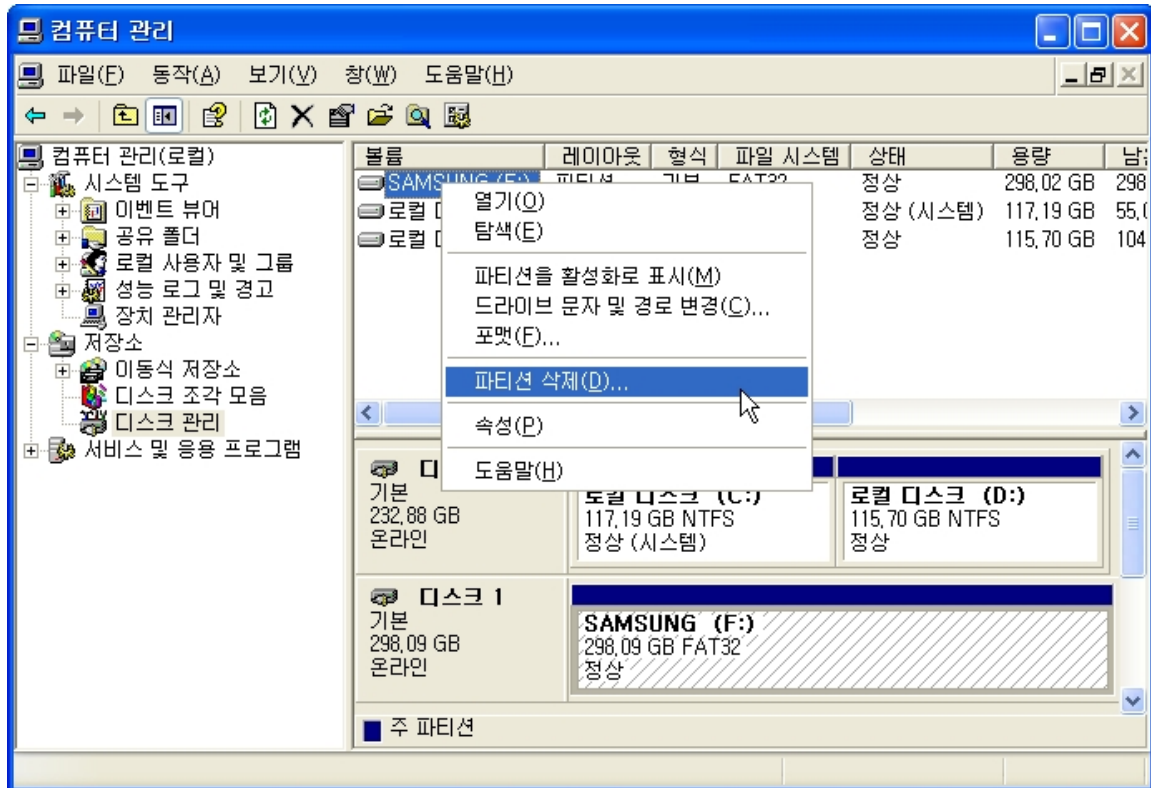 컴퓨터 관리
파일(F) 동작(A) 보기(V) 창(W) 도움말(H)
컴퓨터 관리(로컬)
시스템 도구
이벤트 뷰어
공유 폴더
로컬 사용자 및 그룹
성능 로그 및 경고
장치 관리자
저장소
이동식 저장소
디스크 조각 모음
디스크 관리
서비스 및 응용 프로그램
볼륨 레이아웃 형식 파일 시스템 상태 용량
SAMSUNG (F:) 파티션 기본 FAT32 정상 298,02 GB 298
로컬 정상 (시스템) 117,19 GB 55,
로컬 정상 115,70 GB 104
열기(O)
탐색(E)
파티션을 활성화로 표시(M)
드라이브 문자 및 경로 변경(C)...
포맷(F)...
파티션 삭제(D)...
속성(P)
도움말(H)
기본
232,88 GB
온라인
로컬 디스크 (C:)
117,19 GB NTFS
정상 (시스템)
로컬 디스크 (D:)
115,70 GB NTFS
정상
디스크 1
기본
298,09 GB
온라인
SAMSUNG (F:)
298,09 GB FAT32
정상
주 파티션